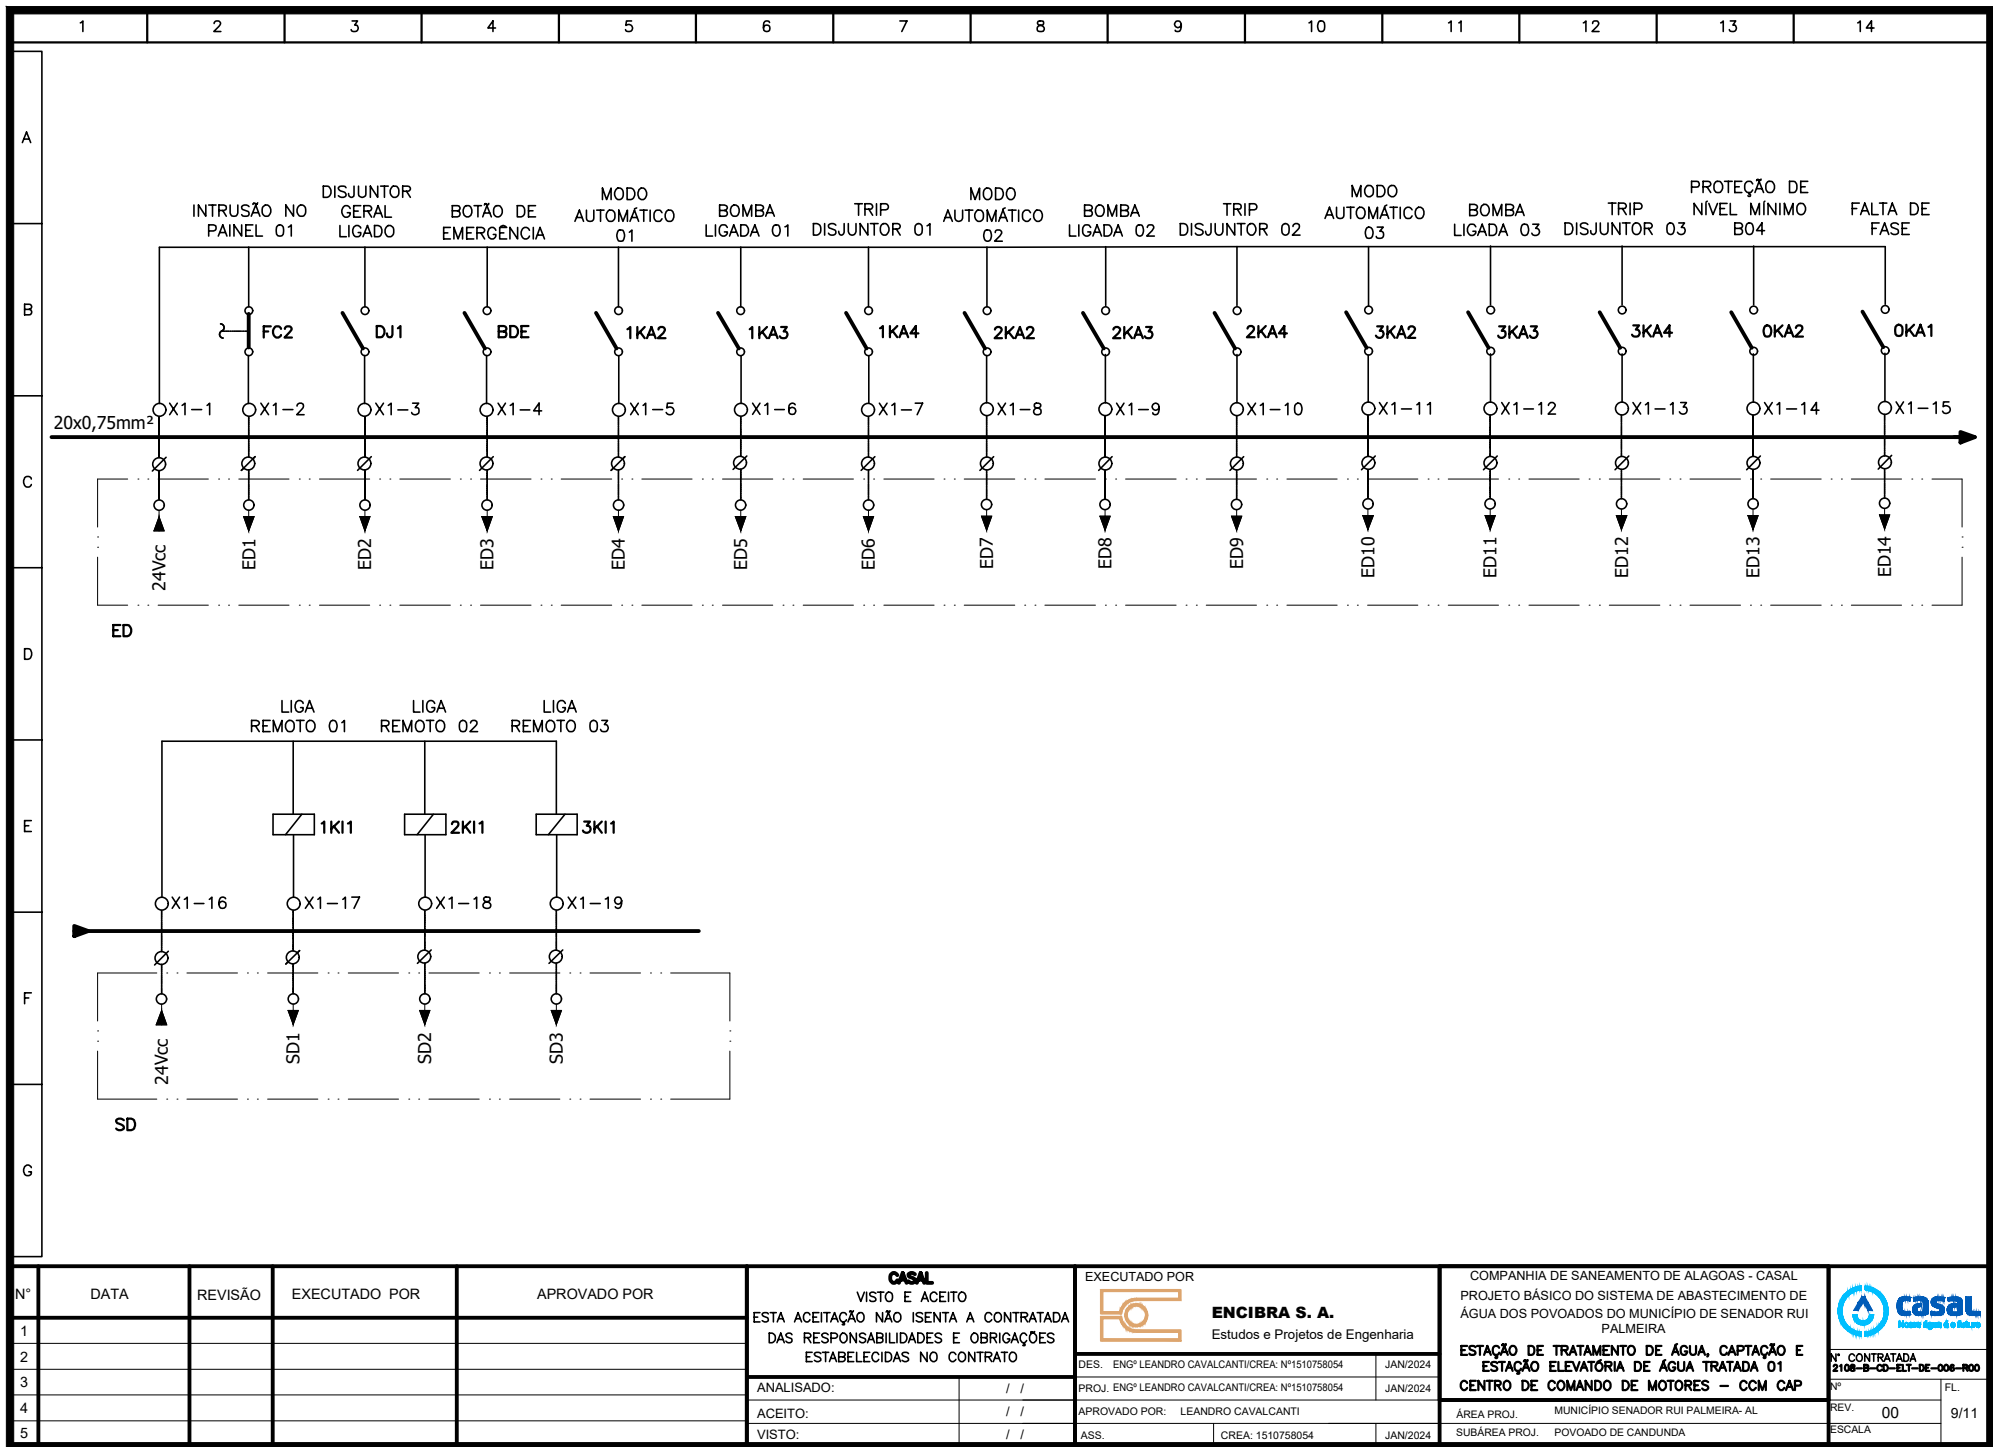 1 2 3 4 5 6 7 8 9 10 11 12 13 14
A
B
C
D
E
F
G
INTRUSÃO NO
PAINEL 01
DISJUNTOR
GERAL
LIGADO
BOTÃO DE
EMERGÊNCIA
MODO
AUTOMÁTICO
01
BOMBA
LIGADA 01
TRIP
DISJUNTOR 01
MODO
AUTOMÁTICO
02
BOMBA
LIGADA 02
TRIP
DISJUNTOR 02
MODO
AUTOMÁTICO
03
BOMBA
LIGADA 03
TRIP
DISJUNTOR 03
PROTEÇÃO DE
NÍVEL MÍNIMO
B04
FALTA DE
FASE
FC2 DJ1 BDE 1KA2 1KA3 1KA4 2KA2 2KA3 2KA4 3KA2 3KA3 3KA4 0KA2 0KA1
X1-1 X1-2 X1-3 X1-4 X1-5 X1-6 X1-7 X1-8 X1-9 X1-10 X1-11 X1-12 X1-13 X1-14 X1-15
20x0,75mm²
24Vcc ED1 ED2 ED3 ED4 ED5 ED6 ED7 ED8 ED9 ED10 ED11 ED12 ED13 ED14
ED
LIGA
REMOTO 01
LIGA
REMOTO 02
LIGA
REMOTO 03
1KI1 2KI1 3KI1
X1-16 X1-17 X1-18 X1-19
24Vcc SD1 SD2 SD3
SD
N° DATA REVISÃO EXECUTADO POR APROVADO POR
1
2
3
4
5
CASAL
VISTO E ACEITO
ESTA ACEITAÇÃO NÃO ISENTA A CONTRATADA
DAS RESPONSABILIDADES E OBRIGAÇÕES
ESTABELECIDAS NO CONTRATO
ANALISADO: / /
ACEITO: / /
VISTO: / /
EXECUTADO POR
ENCIBRA S. A.
Estudos e Projetos de Engenharia
DES. ENGº LEANDRO CAVALCANTI/CREA: Nº1510758054 JAN/2024
PROJ. ENGº LEANDRO CAVALCANTI/CREA: Nº1510758054 JAN/2024
APROVADO POR: LEANDRO CAVALCANTI
ASS. CREA: 1510758054 JAN/2024
COMPANHIA DE SANEAMENTO DE ALAGOAS - CASAL
PROJETO BÁSICO DO SISTEMA DE ABASTECIMENTO DE
ÁGUA DOS POVOADOS DO MUNICÍPIO DE SENADOR RUI
PALMEIRA
ESTAÇÃO DE TRATAMENTO DE ÁGUA, CAPTAÇÃO E
ESTAÇÃO ELEVATÓRIA DE ÁGUA TRATADA 01
CENTRO DE COMANDO DE MOTORES - CCM CAP
ÁREA PROJ. MUNICÍPIO SENADOR RUI PALMEIRA- AL
SUBÁREA PROJ. POVOADO DE CANDUNDA
casal
Nossa água é o futuro
N° CONTRATADA
2108-B-CD-ELT-DE-006-R00
Nº
REV. 00
ESCALA
FL.
9/11